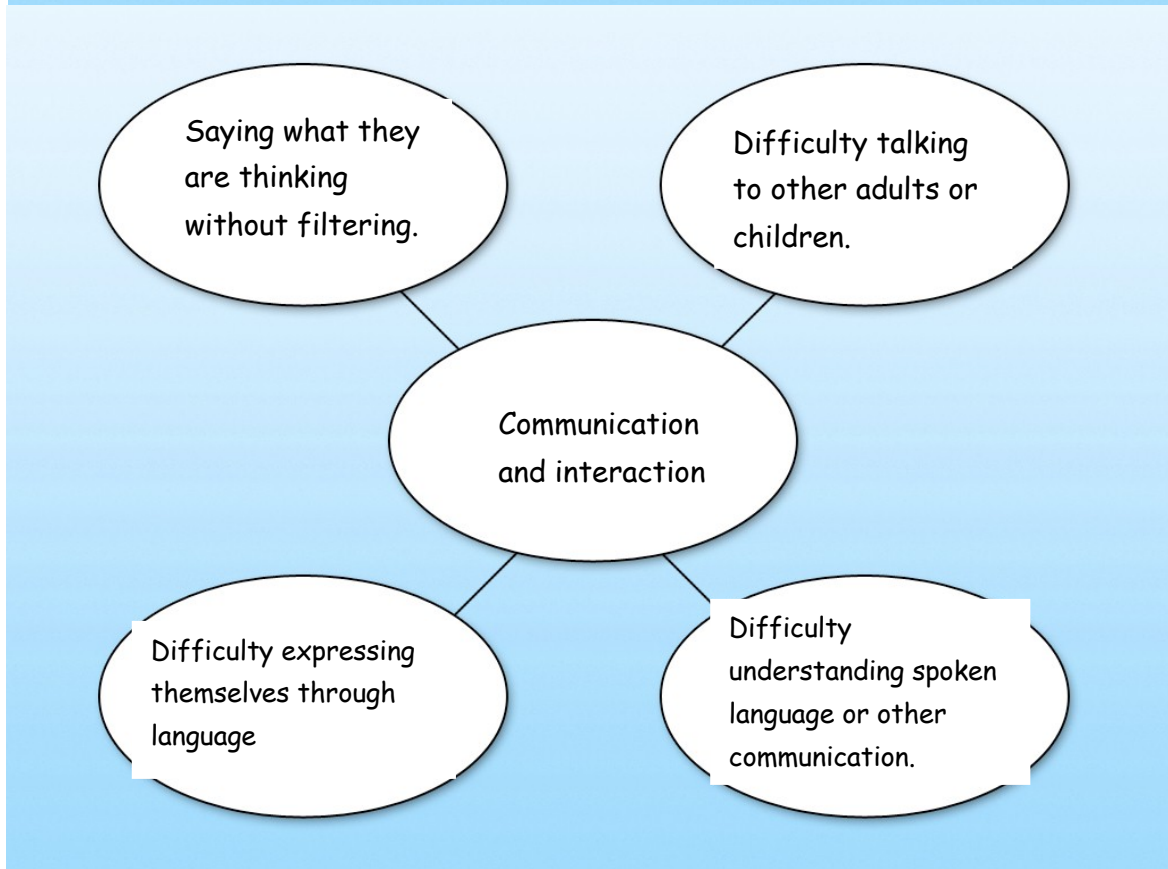 Saying what they
are thinking
without filtering.
Difficulty talking
to other adults or
children.
Communication
and interaction
Difficulty expressing
themselves through
language
Difficulty
understanding spoken
language or other
communication.